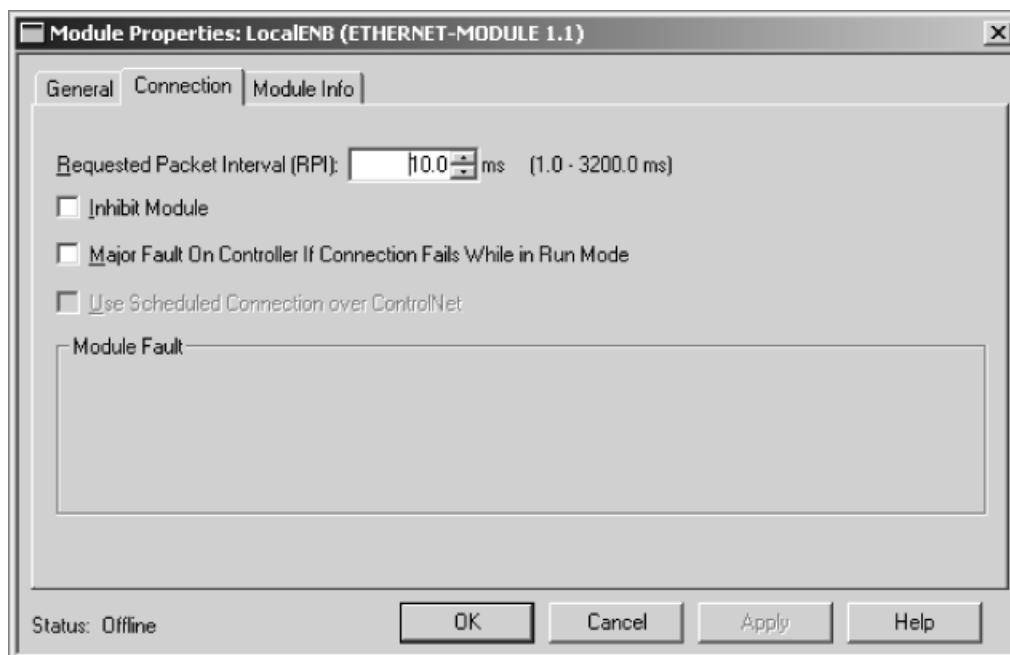 Module Properties: LocalENB (ETHERNET-MODULE 1.1)
General Connection Module Info
Requested Packet Interval (RPI): 10.0 ms (1.0 - 3200.0 ms)
Inhibit Module
Major Fault On Controller If Connection Fails While in Run Mode
Use Scheduled Connection over ControlNet
Module Fault
Status: Offline OK Cancel Apply Help